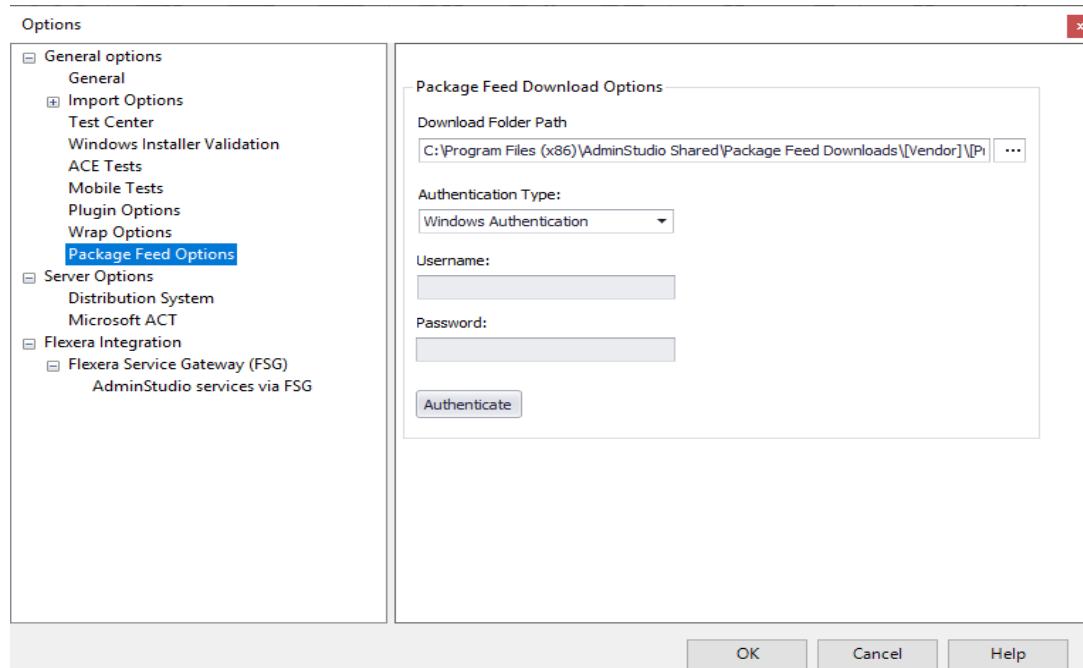 Options
General options
General
Import Options
Test Center
Windows Installer Validation
ACE Tests
Mobile Tests
Plugin Options
Wrap Options
Package Feed Options
Server Options
Distribution System
Microsoft ACT
Flexera Integration
Flexera Service Gateway (FSG)
AdminStudio services via FSG
Package Feed Download Options
Download Folder Path
C:\Program Files (x86)\AdminStudio Shared\Package Feed Downloads\[Vendor]\[Pr
...
Authentication Type:
Windows Authentication
Username:
Password:
Authenticate
OK Cancel Help